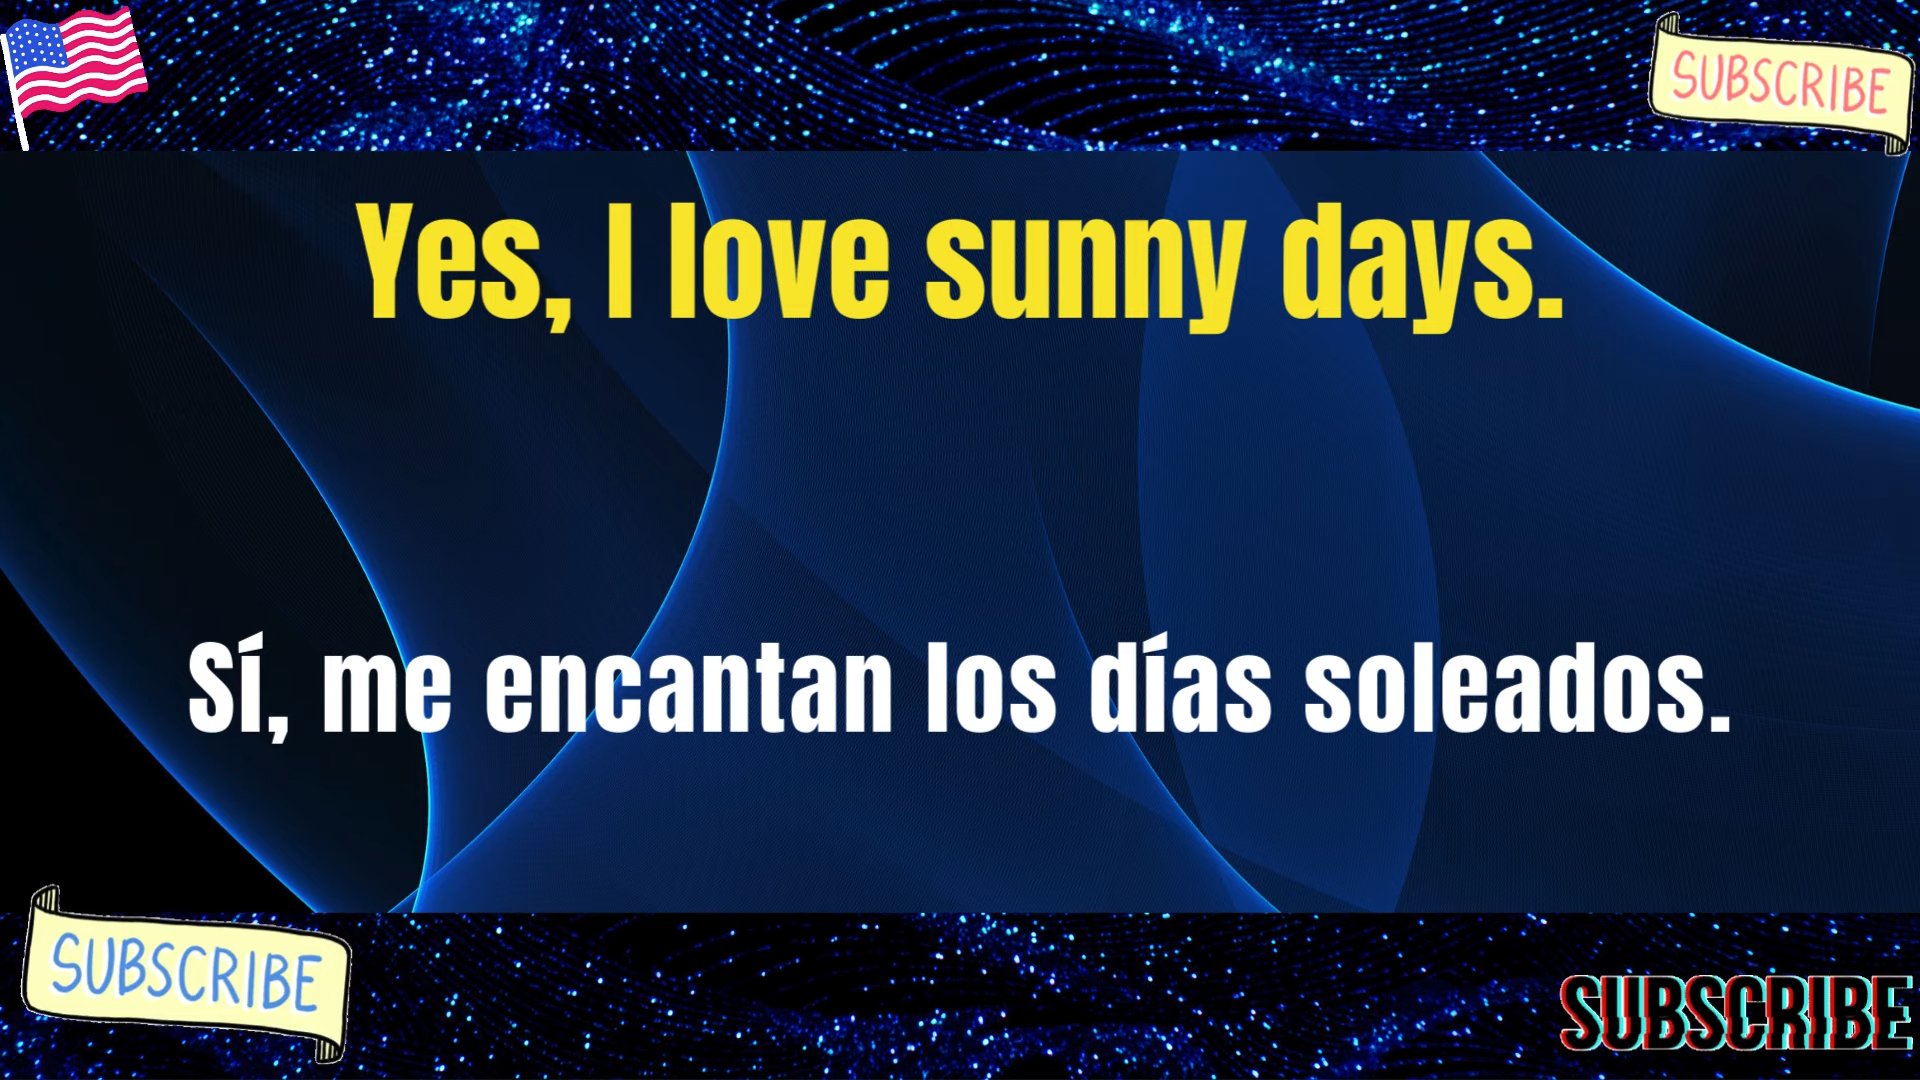 SUBSCRIBE
Yes, I love sunny days.
Sí, me encantan los días soleados.
SUBSCRIBE
SUBSCRIBE